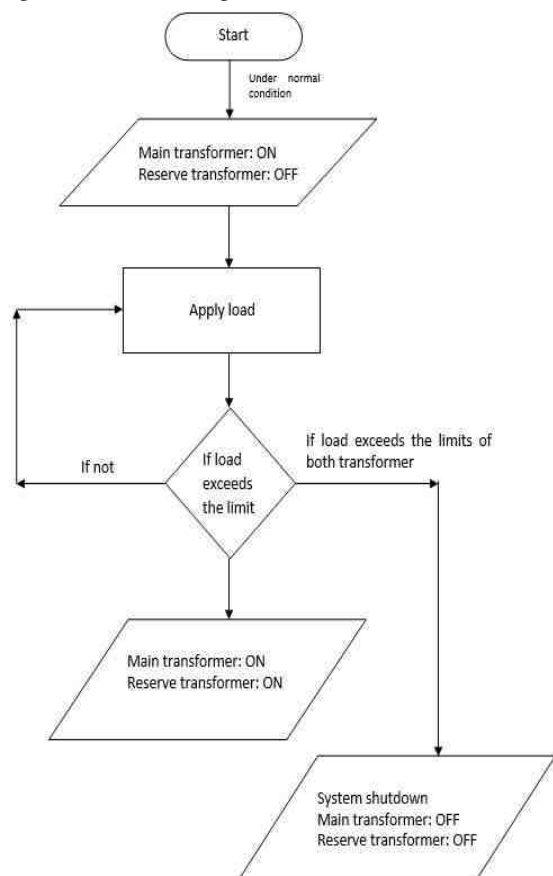 Start
Under normal
condition
Main transformer: ON
Reserve transformer: OFF
Apply load
If load exceeds the limits of
both transformer
If not
If load
exceeds
the limit
Main transformer: ON
Reserve transformer: ON
System shutdown
Main transformer: OFF
Reserve transformer: OFF